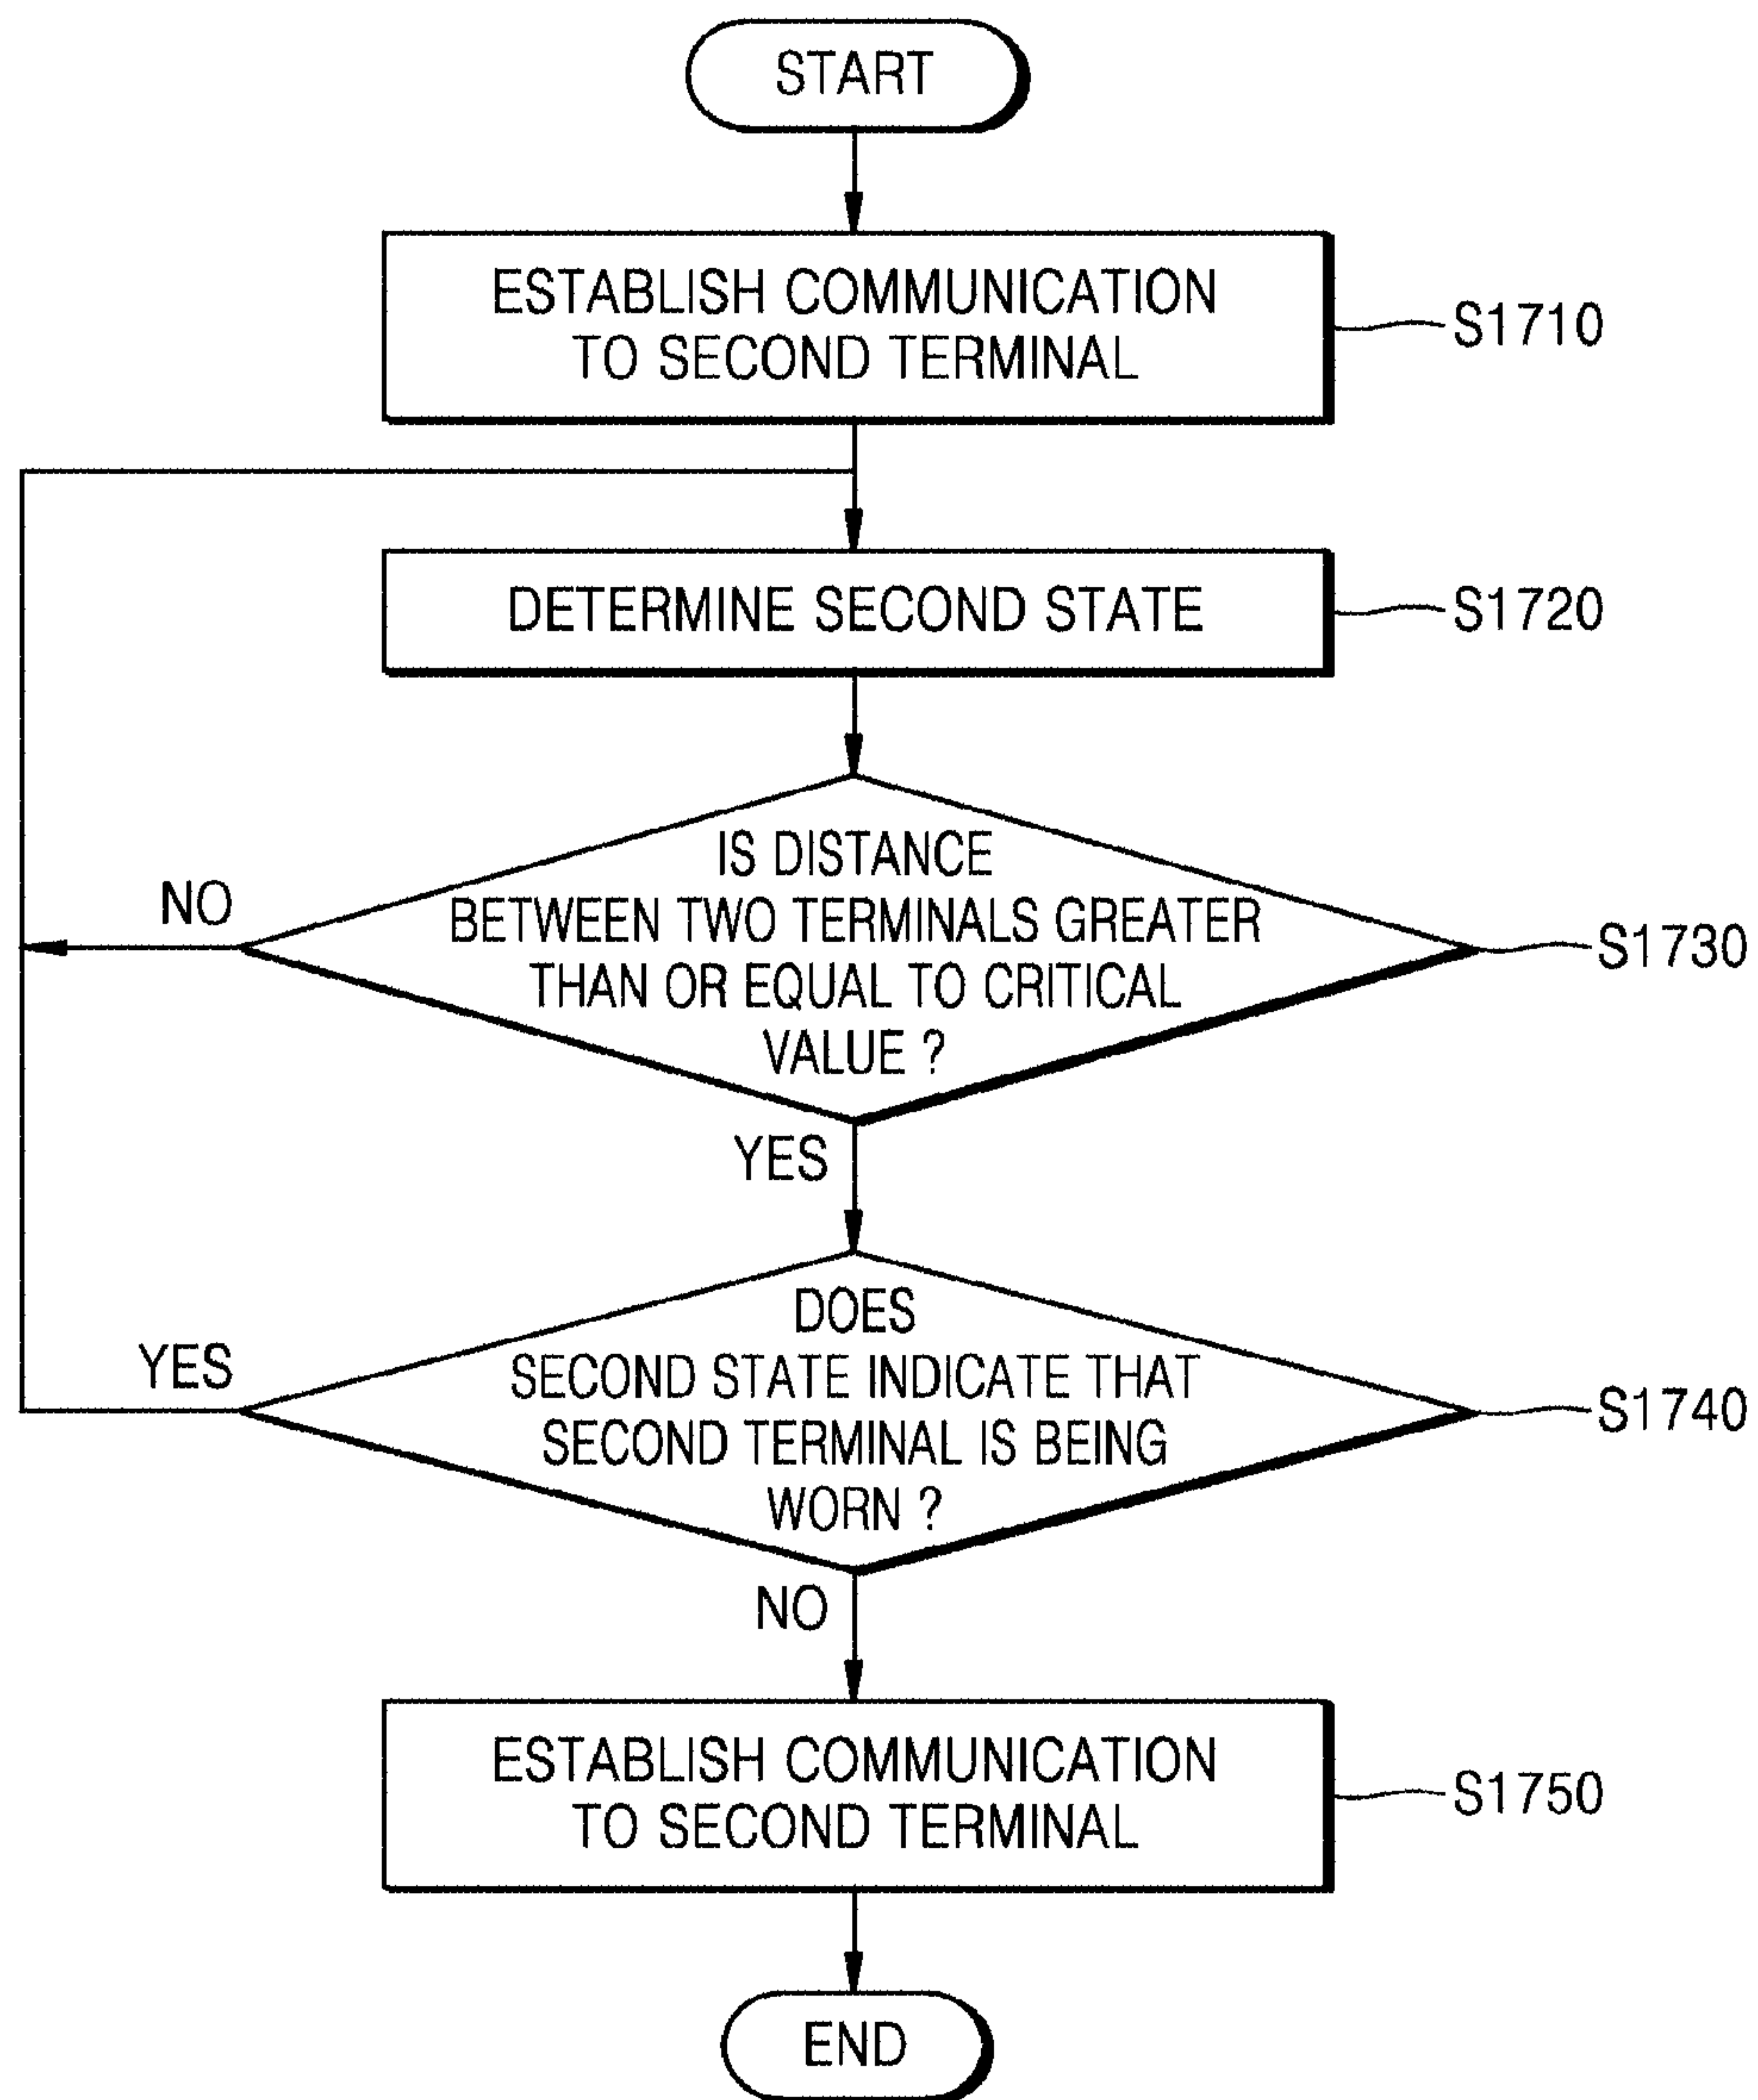 START
ESTABLISH COMMUNICATION
TO SECOND TERMINAL
S1710
DETERMINE SECOND STATE
S1720
IS DISTANCE
BETWEEN TWO TERMINALS GREATER
THAN OR EQUAL TO CRITICAL
VALUE ?
NO
S1730
YES
DOES
SECOND STATE INDICATE THAT
SECOND TERMINAL IS BEING
WORN ?
YES
S1740
NO
ESTABLISH COMMUNICATION
TO SECOND TERMINAL
S1750
END